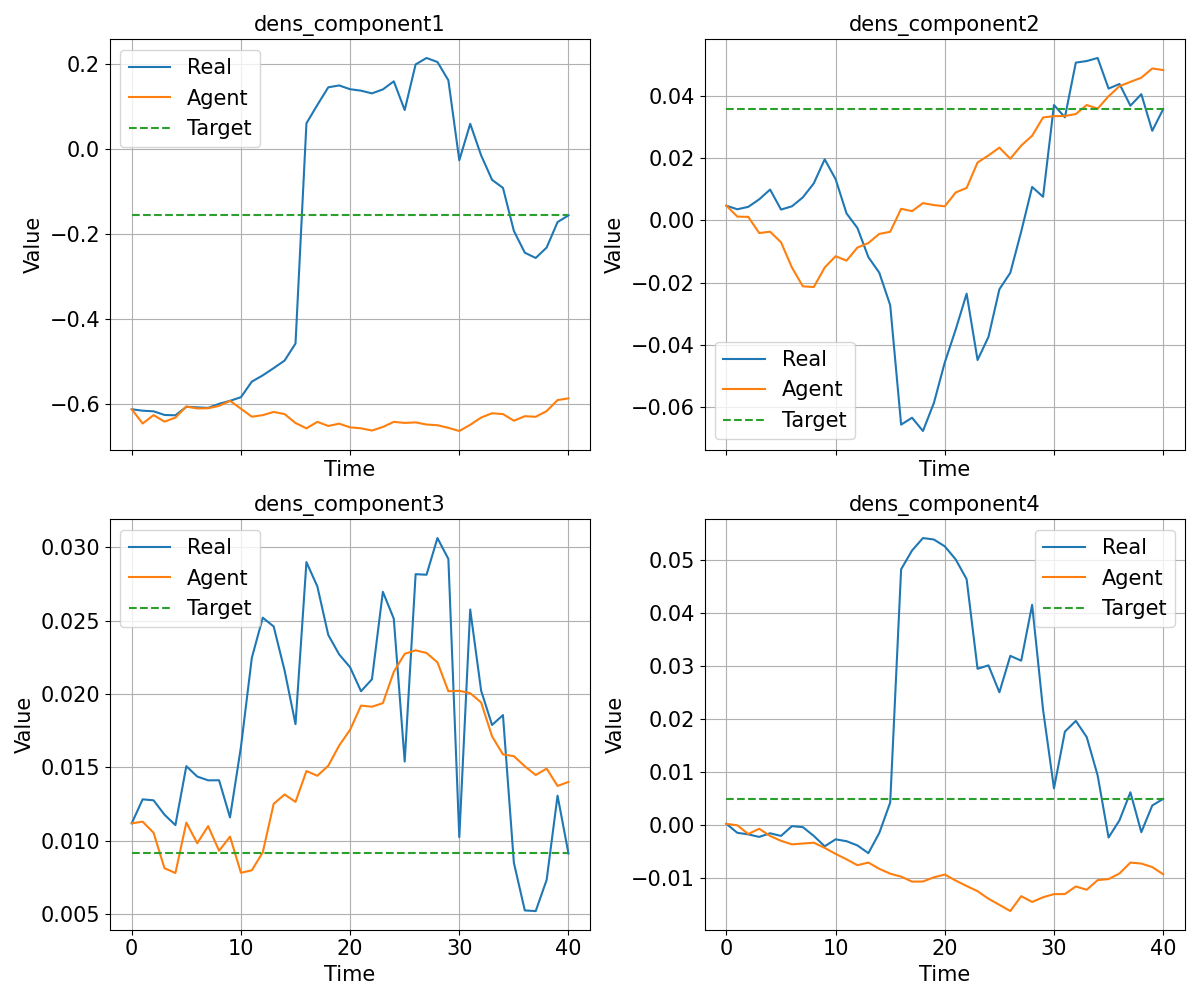 dens_component1
0.2
0.0
−0.2
−0.4
−0.6
Value
Real
Agent
Target
Time
dens_component2
0.04
0.02
0.00
−0.02
−0.04
−0.06
Value
Real
Agent
Target
Time
dens_component3
0.030
0.025
0.020
0.015
0.010
0.005
Value
Real
Agent
Target
0
10
20
30
40
Time
dens_component4
0.05
0.04
0.03
0.02
0.01
0.00
−0.01
Value
Real
Agent
Target
0
10
20
30
40
Time